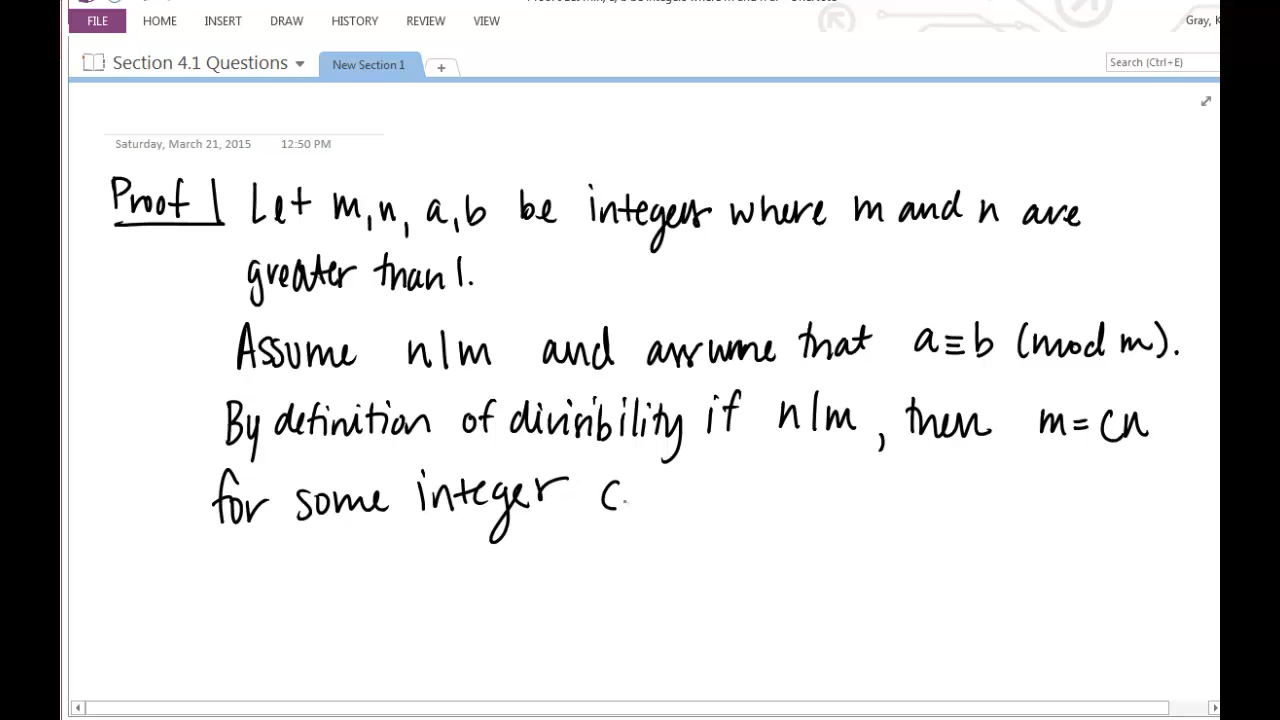 FILE HOME INSERT DRAW HISTORY REVIEW VIEW
Gray, K
Section 4.1 Questions New Section 1 +
Search (Ctrl+E)
Saturday, March 21, 2015 12:50 PM
Proof 1 Let m, n, a, b be integers where m and n are
greater than 1.
Assume n|m and assume that a≡b (mod m).
By definition of divisibility if n|m, then m=cn
for some integer c.